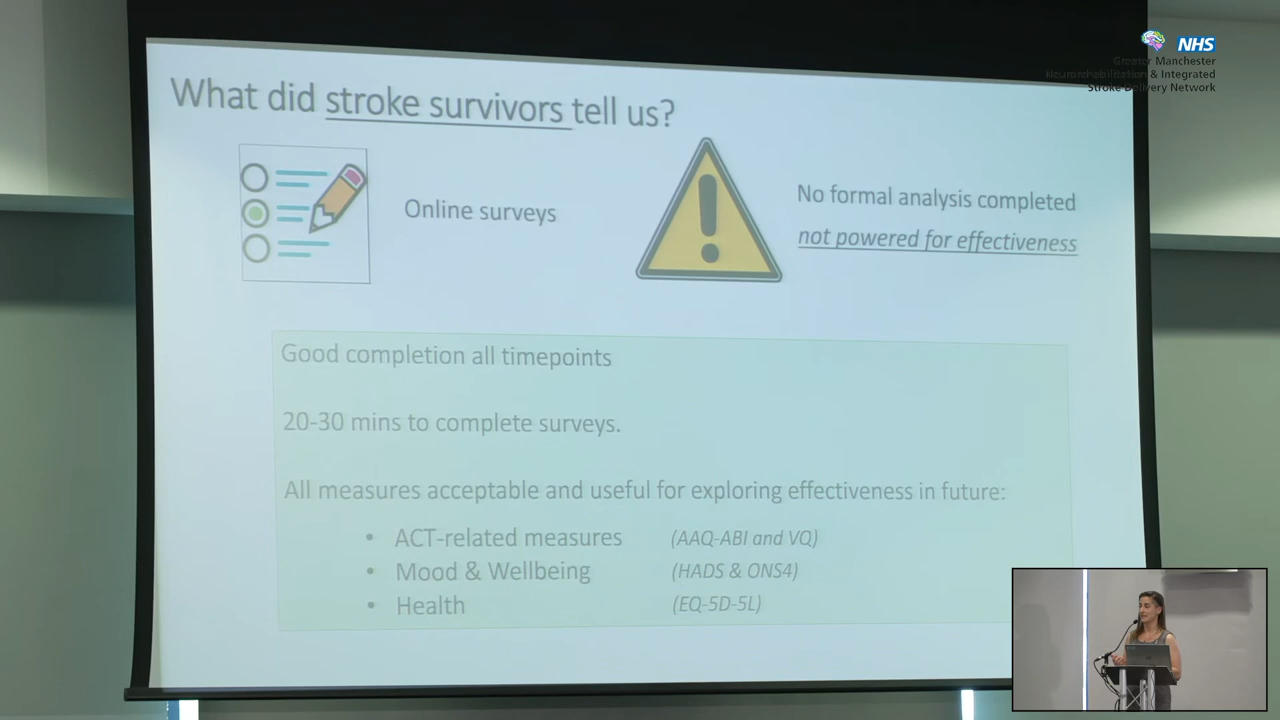 NHS
Greater Manchester
Neurorehabilitation & Integrated
Stroke Delivery Network
What did stroke survivors tell us?
Online surveys
No formal analysis completed
not powered for effectiveness
Good completion all timepoints
20-30 mins to complete surveys.
All measures acceptable and useful for exploring effectiveness in future:
• ACT-related measures (AAQ-ABI and VQ)
• Mood & Wellbeing (HADS & ONS4)
• Health (EQ-5D-5L)